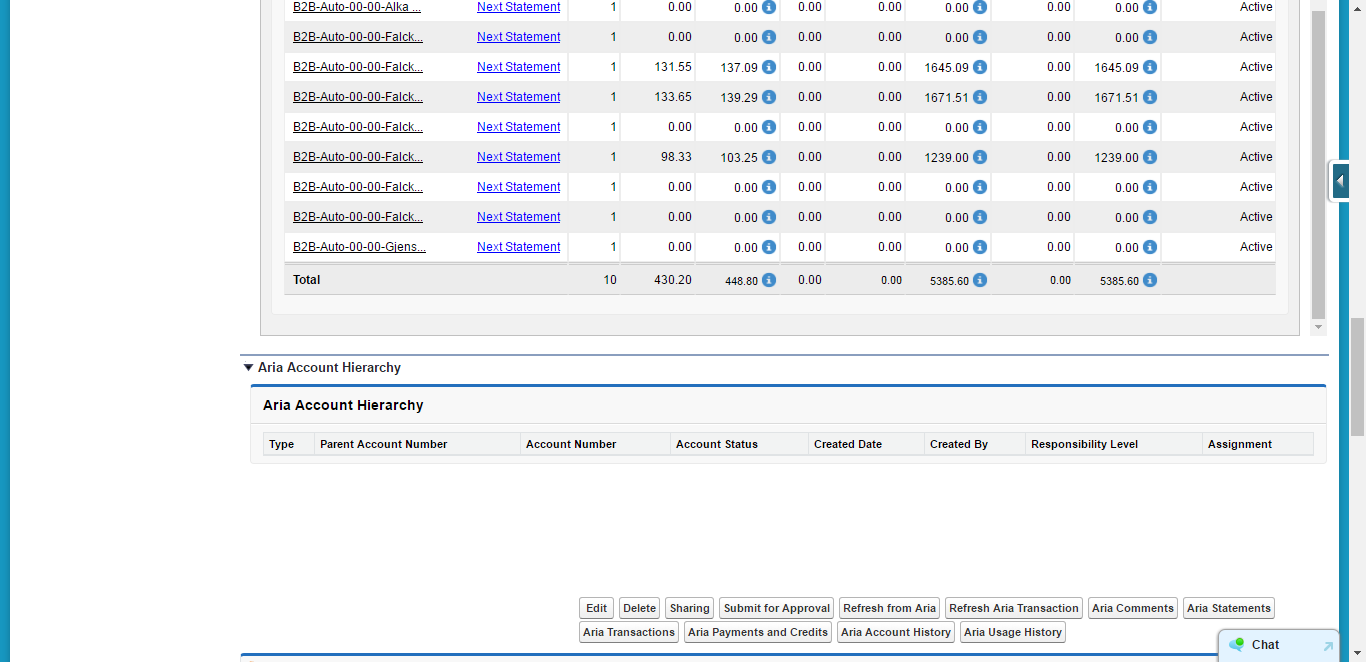 B2B-Auto-00-00-Alka ... Next Statement 1 0.00 0.00 0.00 0.00 0.00 0.00 0.00 Active
B2B-Auto-00-00-Falck... Next Statement 1 0.00 0.00 0.00 0.00 0.00 0.00 0.00 Active
B2B-Auto-00-00-Falck... Next Statement 1 131.55 137.09 0.00 0.00 1645.09 0.00 1645.09 Active
B2B-Auto-00-00-Falck... Next Statement 1 133.65 139.29 0.00 0.00 1671.51 0.00 1671.51 Active
B2B-Auto-00-00-Falck... Next Statement 1 0.00 0.00 0.00 0.00 0.00 0.00 0.00 Active
B2B-Auto-00-00-Falck... Next Statement 1 98.33 103.25 0.00 0.00 1239.00 0.00 1239.00 Active
B2B-Auto-00-00-Falck... Next Statement 1 0.00 0.00 0.00 0.00 0.00 0.00 0.00 Active
B2B-Auto-00-00-Falck... Next Statement 1 0.00 0.00 0.00 0.00 0.00 0.00 0.00 Active
B2B-Auto-00-00-Gjens... Next Statement 1 0.00 0.00 0.00 0.00 0.00 0.00 0.00 Active
Total 10 430.20 448.80 0.00 0.00 5385.60 0.00 5385.60
Aria Account Hierarchy
Aria Account Hierarchy
Type Parent Account Number Account Number Account Status Created Date Created By Responsibility Level Assignment
Edit Delete Sharing Submit for Approval Refresh from Aria Refresh Aria Transaction Aria Comments Aria Statements
Aria Transactions Aria Payments and Credits Aria Account History Aria Usage History
Chat